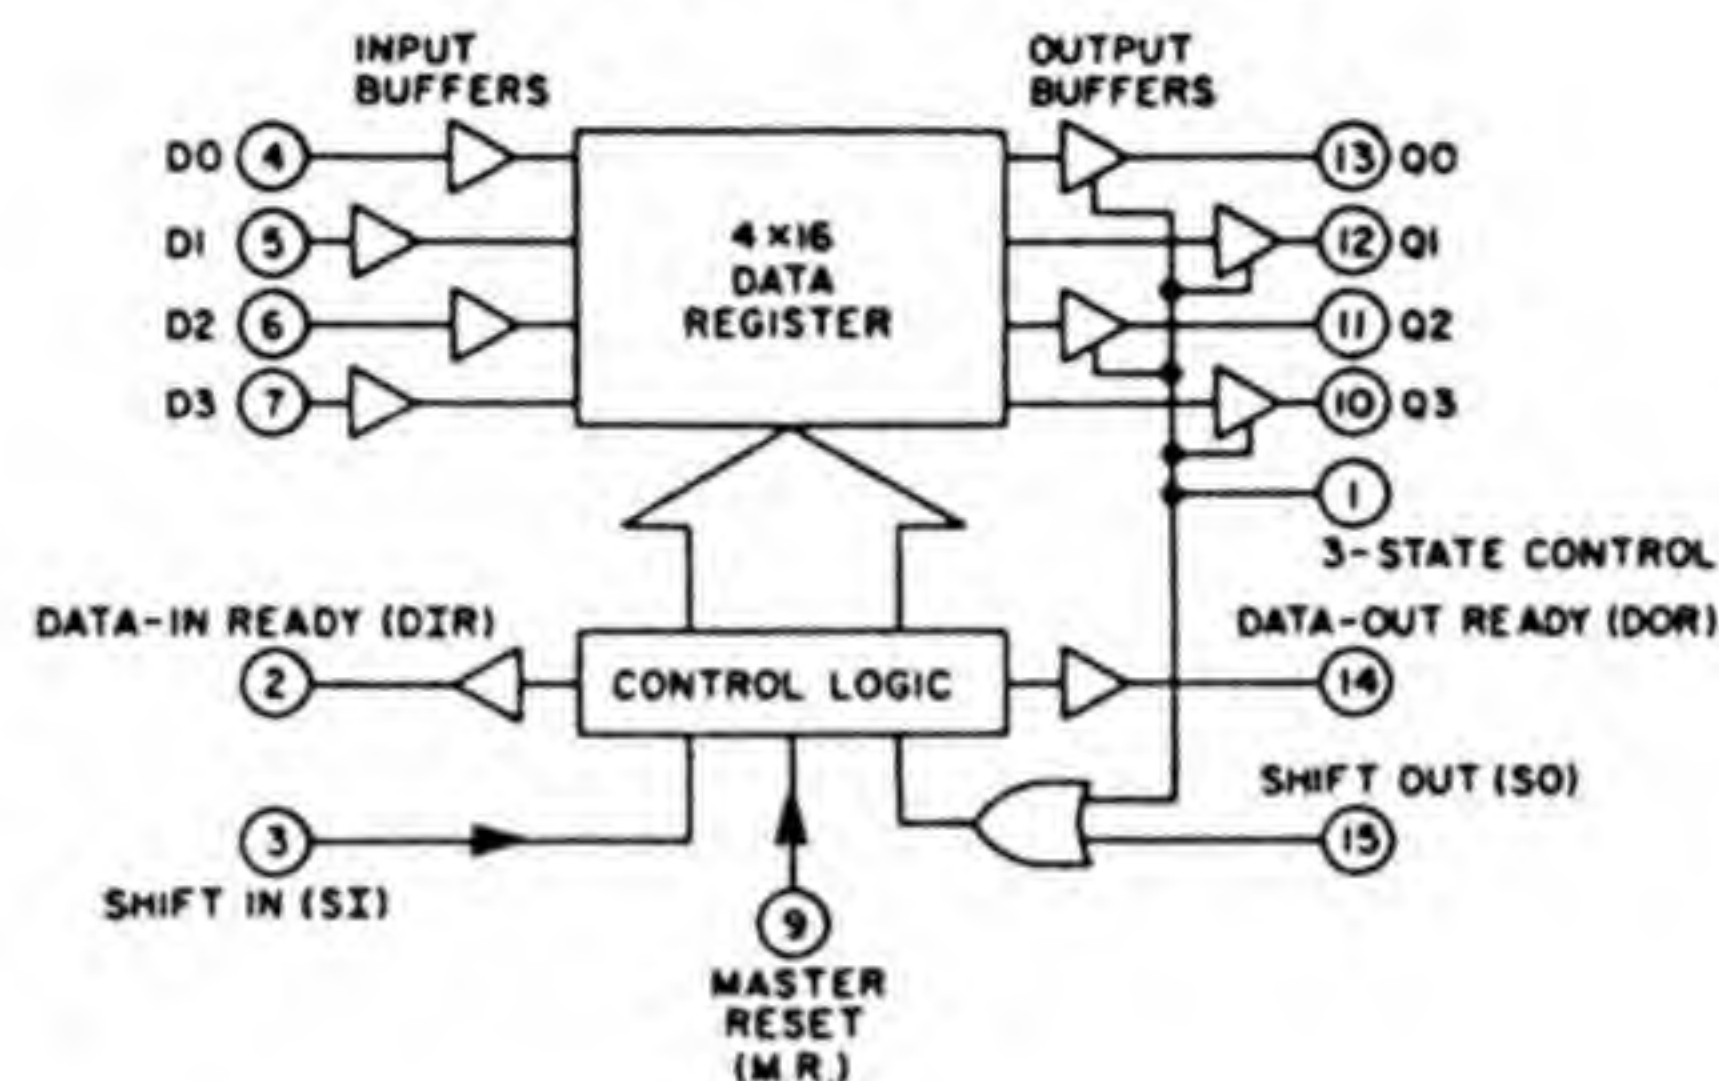 INPUT
BUFFERS
OUTPUT
BUFFERS
D0 4
13 Q0
D1 5
12 Q1
D2 6
11 Q2
D3 7
10 Q3
4×16
DATA
REGISTER
1
3-STATE CONTROL
DATA-IN READY (DIR)
2
CONTROL LOGIC
DATA-OUT READY (DOR)
14
SHIFT OUT (SO)
15
3
SHIFT IN (SI)
9
MASTER
RESET
(M.R.)